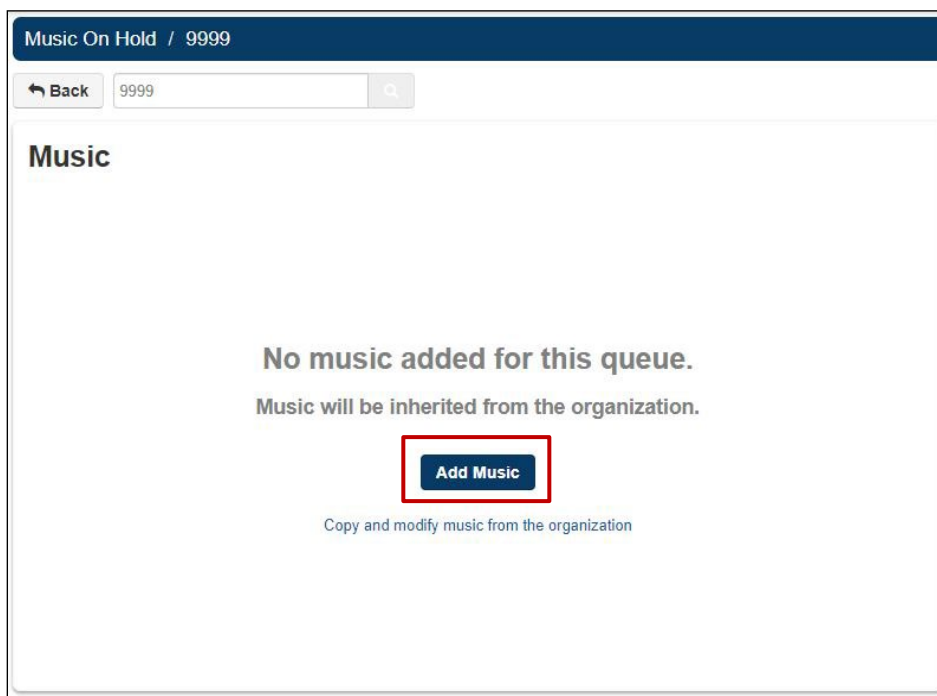 Music On Hold / 9999
Back
9999
Music
No music added for this queue.
Music will be inherited from the organization.
Add Music
Copy and modify music from the organization